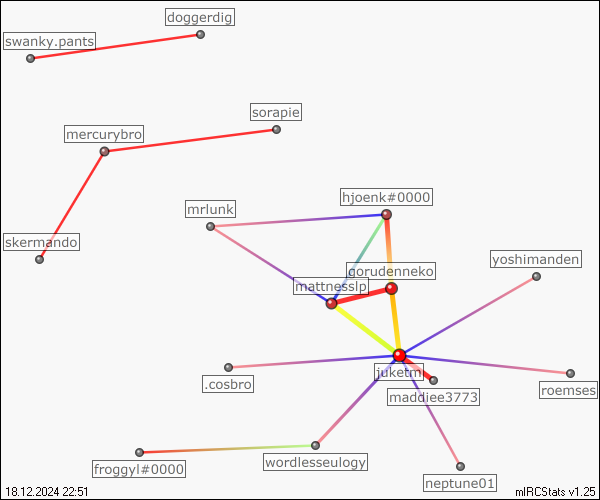 doggerdig
swanky.pants
sorapie
mercurybro
hjoenk#0000
mrlunk
skermando
yoshimanden
gorudenneko
mattnesslp
juketm
.cosbro
maddiee3773
roemses
wordlesseulogy
froggyl#0000
neptune01
18.12.2024 22:51
mIRCStats v1.25